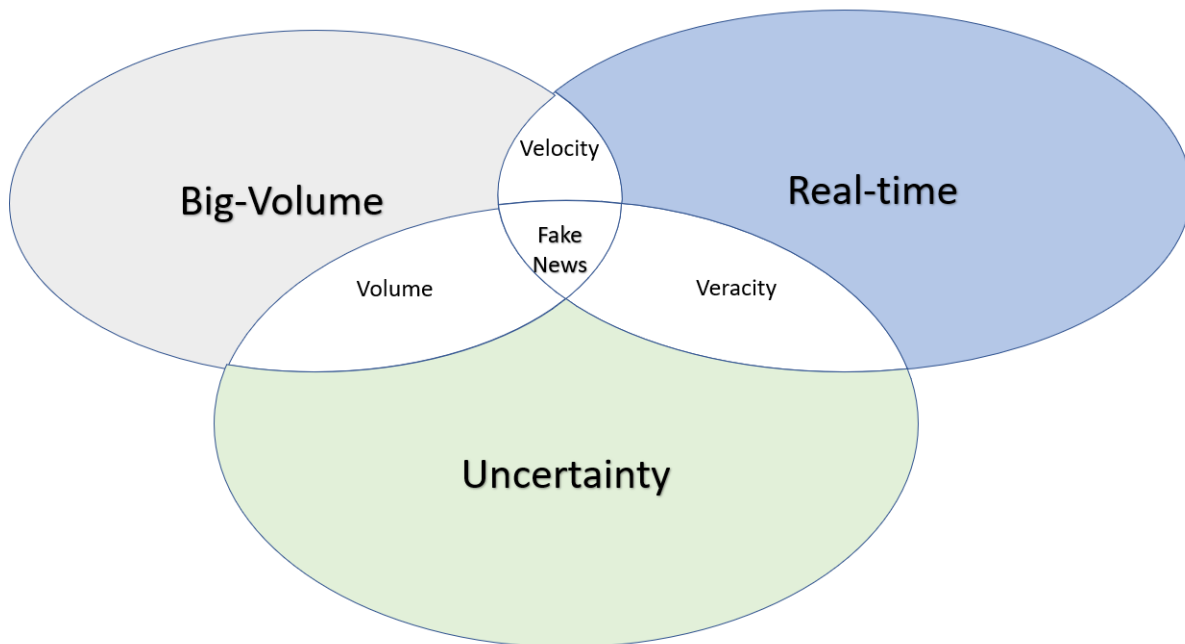 Velocity
Big-Volume
Real-time
Fake
News
Volume
Veracity
Uncertainty